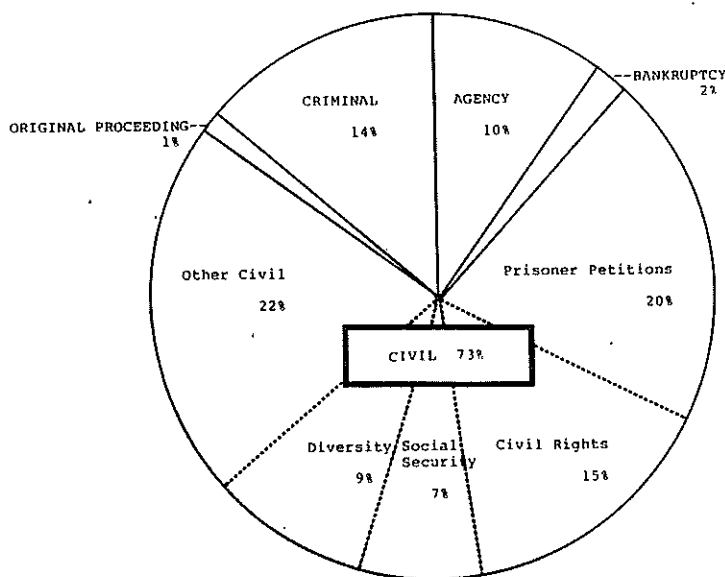 CRIMINAL
14%
AGENCY
10%
--BANKRUPTCY
2%
ORIGINAL PROCEEDING--
1%
Other Civil
22%
Prisoner Petitions
20%
CIVIL 73%
Diversity
9%
Social
Security
7%
Civil Rights
15%